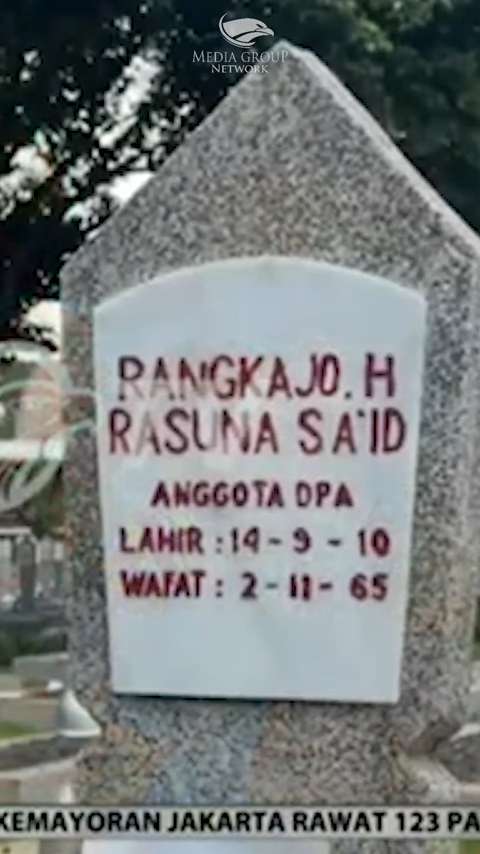 MEDIA GROUP
NETWORK
RANGKAJO. H
RASUNA SA'ID
ANGGOTA DPA
LAHIR : 14 - 9 - 10
WAFAT : 2 - 11 - 65
KEMAYORAN JAKARTA RAWAT 123 PA